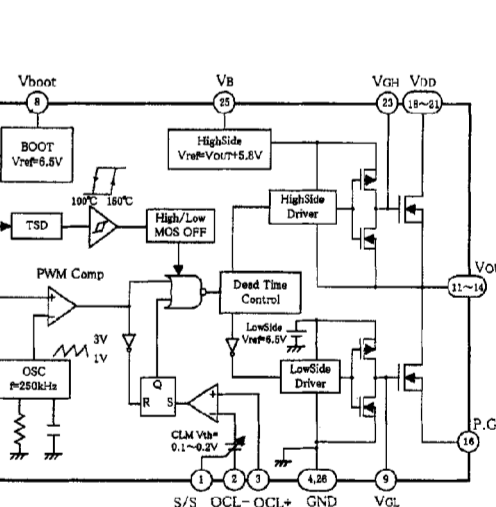 Vboot VB VGH VDD
8 25 23 18~21
BOOT
Vref=6.5V
HighSide
Vref=VOUT+5.8V
100℃ 150℃
TSD
High/Low
MOS OFF
HighSide
Driver
PWM Comp
Dead Time
Control
11~14
LowSide
Vref=6.5V
3V
1V
OSC
f=250kHz
LowSide
Driver
Q
R S
CLM Vth=
0.1~0.2V
P.G
16
1 2 3 4,26 9
S/S OCL- OCL+ GND VGL